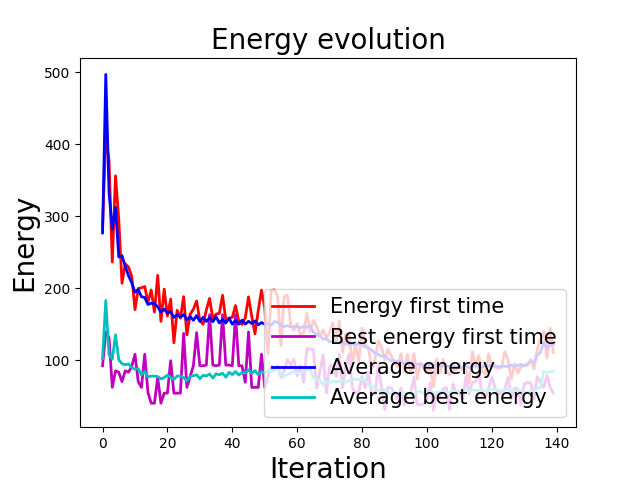 Energy evolution
500
400
300
200
100
Energy
Energy first time
Best energy first time
Average energy
Average best energy
0 20 40 60 80 100 120 140
Iteration